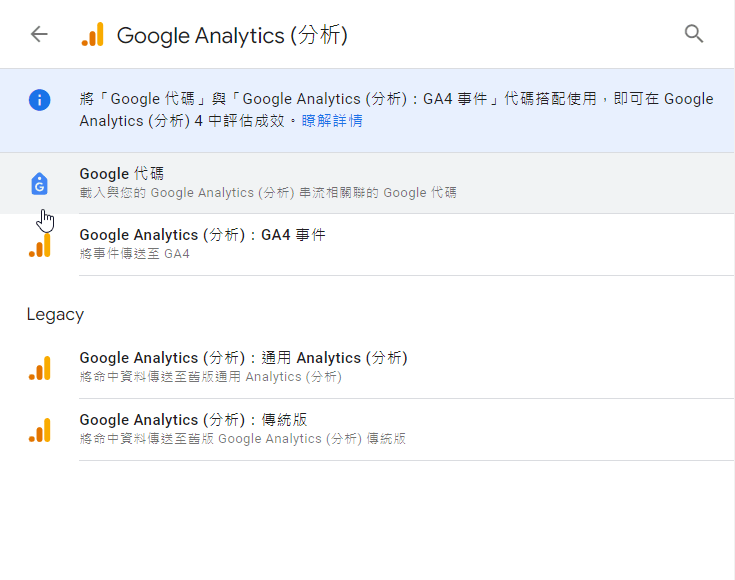 Google Analytics (分析)
將「Google 代碼」與「Google Analytics (分析)：GA4 事件」代碼搭配使用，即可在 Google
Analytics (分析) 4 中評估成效。瞭解詳情
Google 代碼
載入與您的 Google Analytics (分析) 串流相關聯的 Google 代碼
Google Analytics (分析)：GA4 事件
將事件傳送至 GA4
Legacy
Google Analytics (分析)：通用 Analytics (分析)
將命中資料傳送至舊版通用 Analytics (分析)
Google Analytics (分析)：傳統版
將命中資料傳送至舊版 Google Analytics (分析) 傳統版